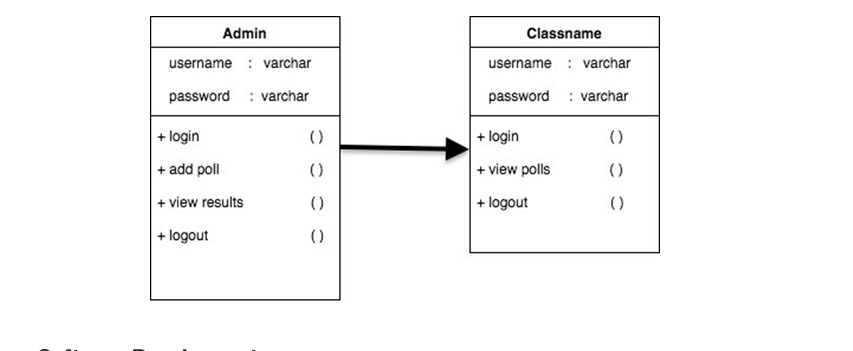 Admin
username : varchar
password : varchar
+ login ( )
+ add poll ( )
+ view results ( )
+ logout ( )
Classname
username : varchar
password : varchar
+ login ( )
+ view polls ( )
+ logout ( )